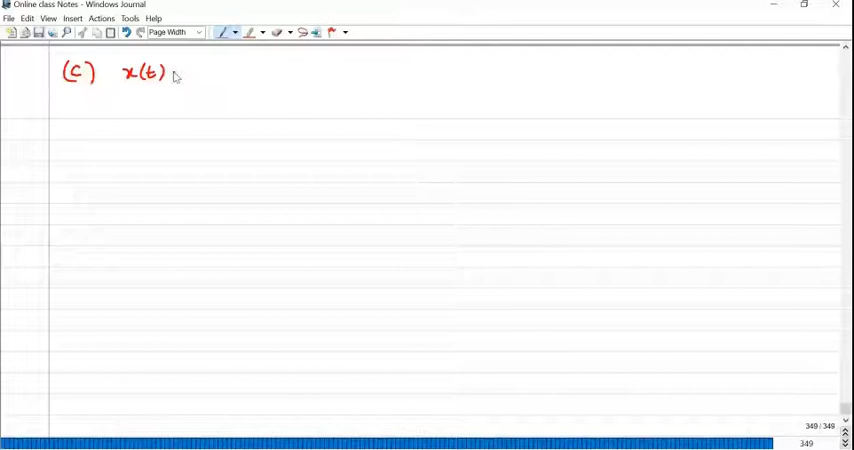 Online class Notes - Windows Journal
File Edit View Insert Actions Tools Help
Page Width
(c) x(t)
349 / 349
349